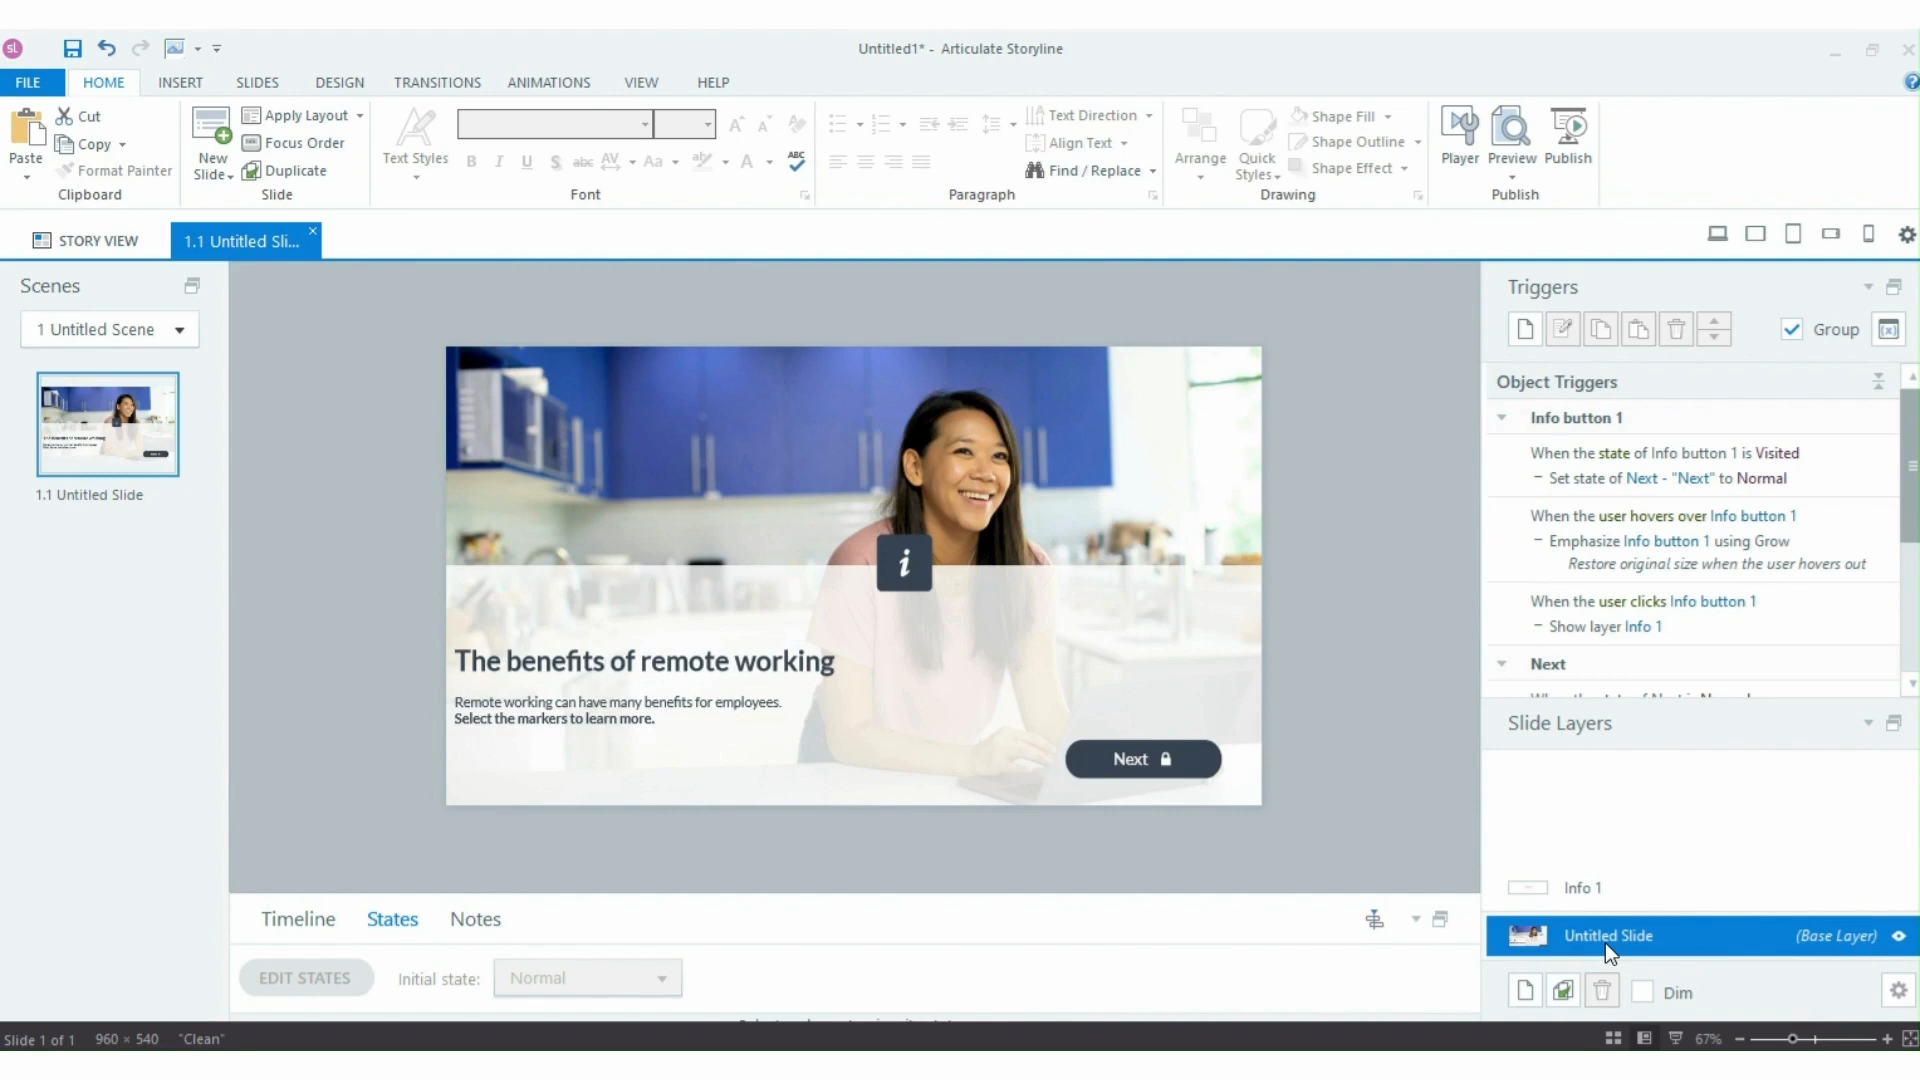 sl
Untitled1* - Articulate Storyline
FILE HOME INSERT SLIDES DESIGN TRANSITIONS ANIMATIONS VIEW HELP
Paste
Cut
Copy
Format Painter
Clipboard
New Slide
Apply Layout
Focus Order
Duplicate
Slide
Text Styles
B I U S abc AV Aa ab A ABC
Font
Text Direction
Align Text
Find / Replace
Paragraph
Arrange
Quick Styles
Shape Fill
Shape Outline
Shape Effect
Drawing
Player
Preview
Publish
Publish
STORY VIEW
1.1 Untitled Sli...
Scenes
1 Untitled Scene
1.1 Untitled Slide
i
The benefits of remote working
Remote working can have many benefits for employees.
Select the markers to learn more.
Next
Triggers
Group
Object Triggers
Info button 1
When the state of Info button 1 is Visited
- Set state of Next - "Next" to Normal
When the user hovers over Info button 1
- Emphasize Info button 1 using Grow
Restore original size when the user hovers out
When the user clicks Info button 1
- Show layer Info 1
Next
Slide Layers
Info 1
Untitled Slide (Base Layer)
Dim
Timeline States Notes
EDIT STATES
Initial state: Normal
Slide 1 of 1 960 × 540 "Clean"
67%